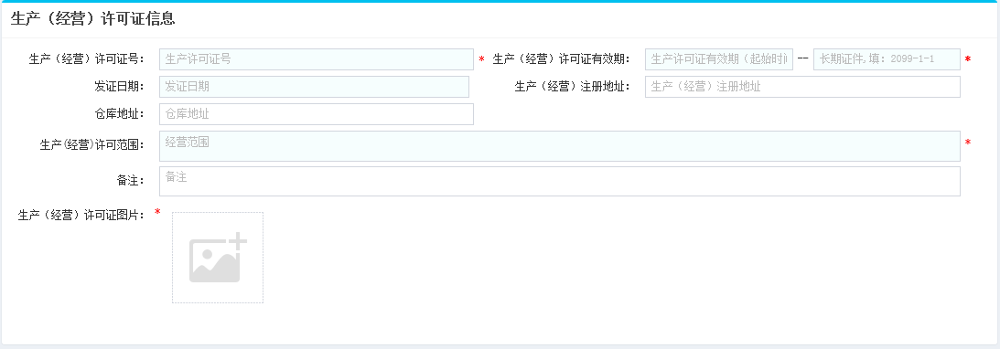 生产（经营）许可证信息
生产（经营）许可证号： 生产许可证号 * 生产（经营）许可证有效期： 生产许可证有效期（起始时间 -- 长期证件,填：2099-1-1 *
发证日期： 发证日期 生产（经营）注册地址： 生产（经营）注册地址
仓库地址： 仓库地址
生产(经营)许可范围： 经营范围 *
备注： 备注
生产（经营）许可证图片： *